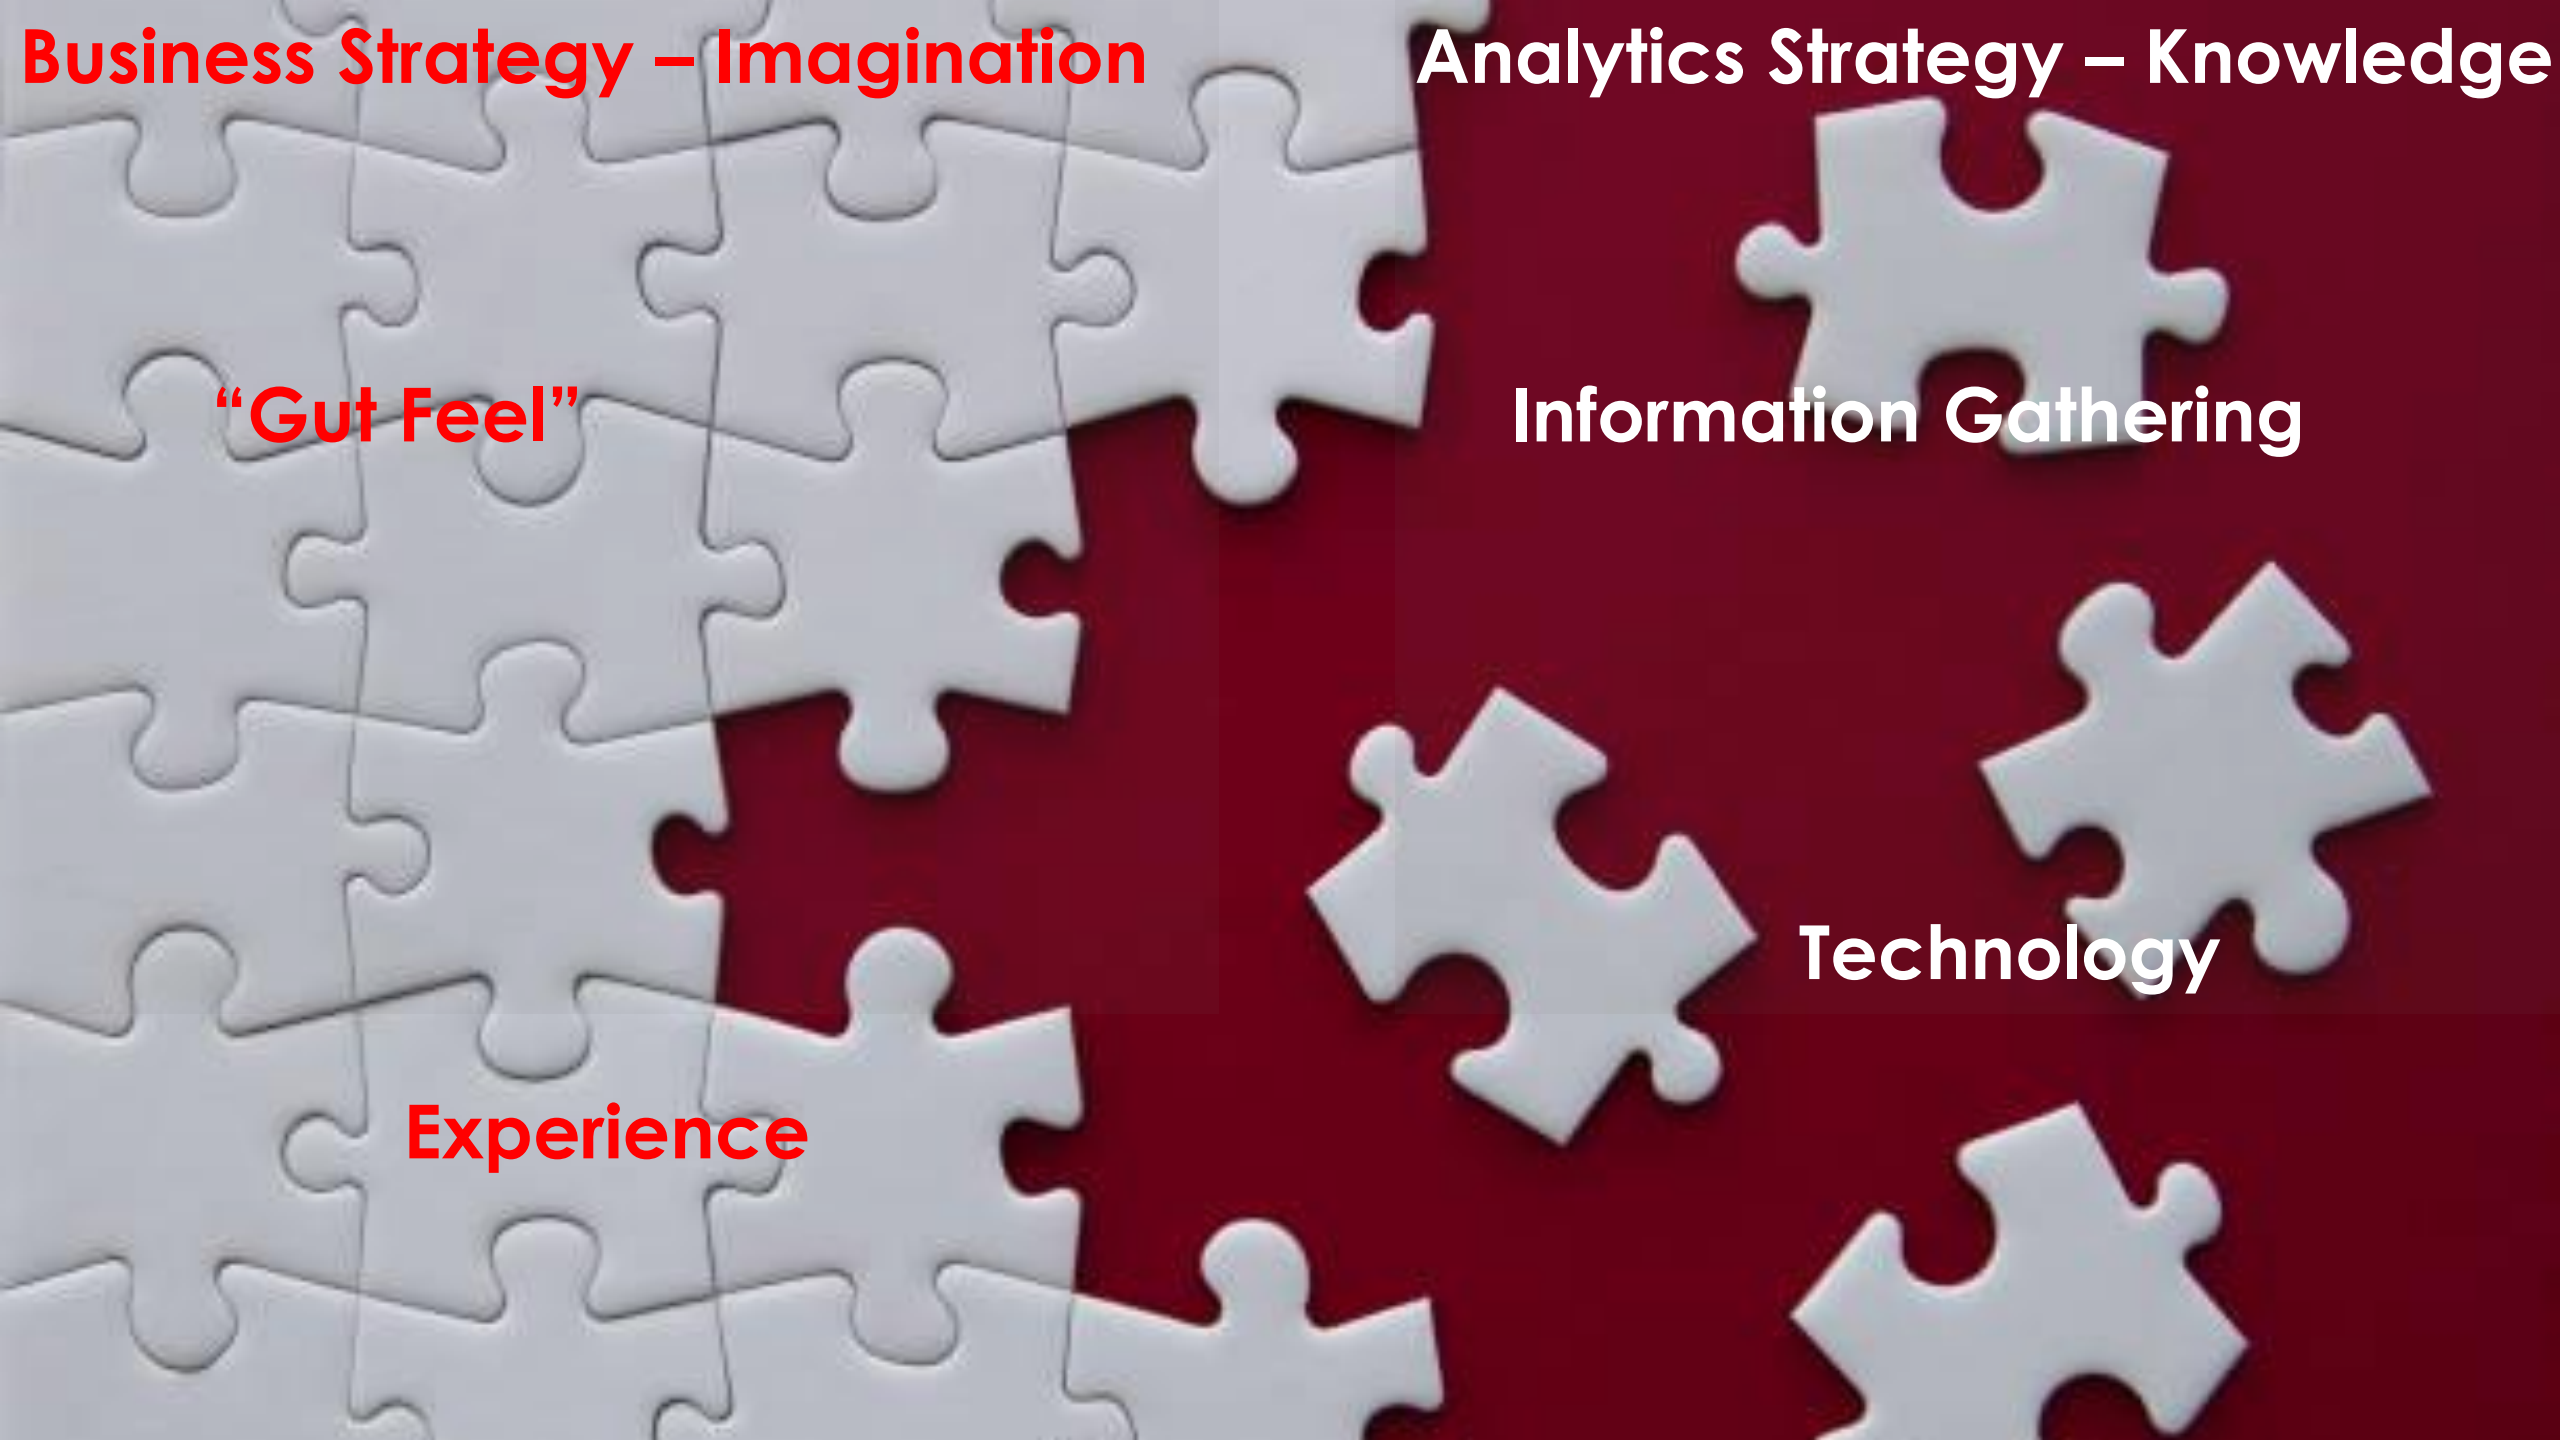 Business Strategy – Imagination
Analytics Strategy – Knowledge
“Gut Feel”
Information Gathering
Technology
Experience